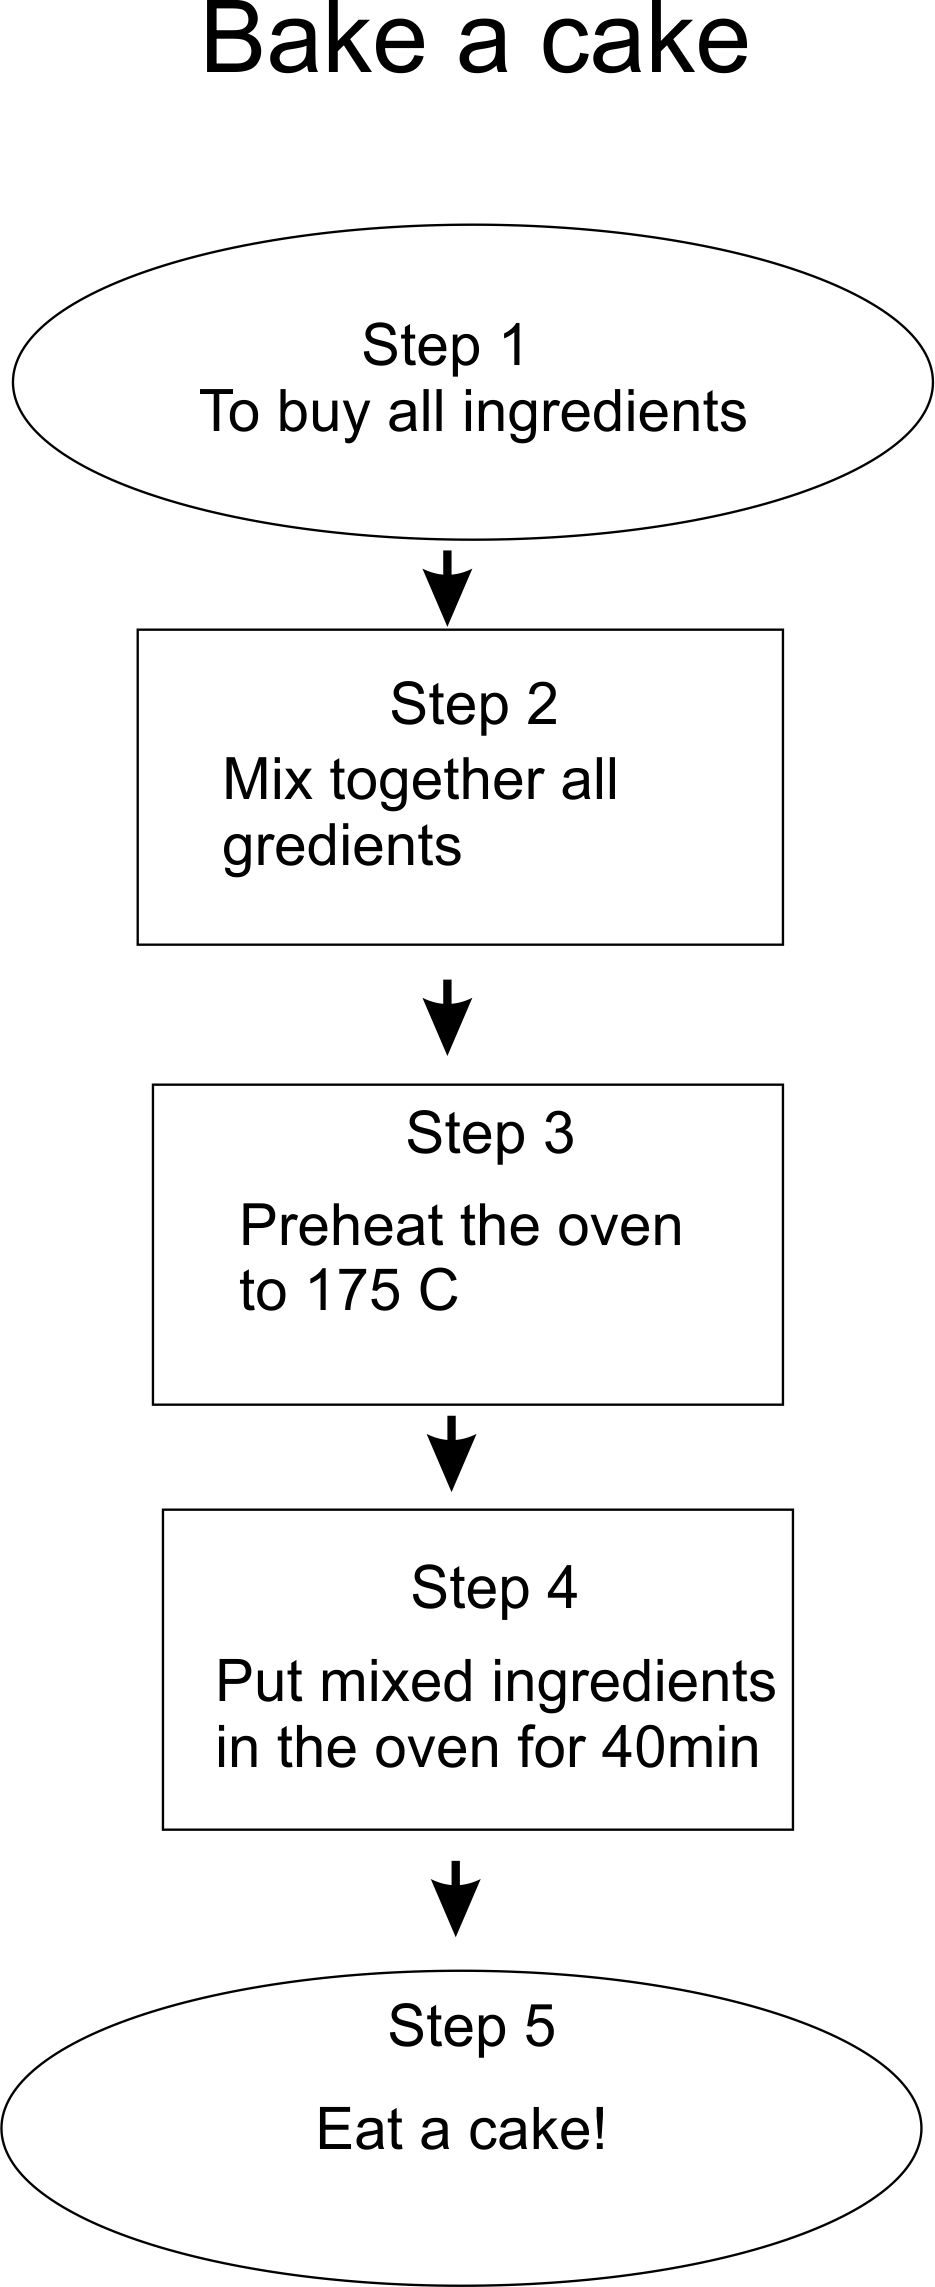 Bake a cake
Step 1
To buy all ingredients
Step 2
Mix together all
gredients
Step 3
Preheat the oven
to 175 C
Step 4
Put mixed ingredients
in the oven for 40min
Step 5
Eat a cake!